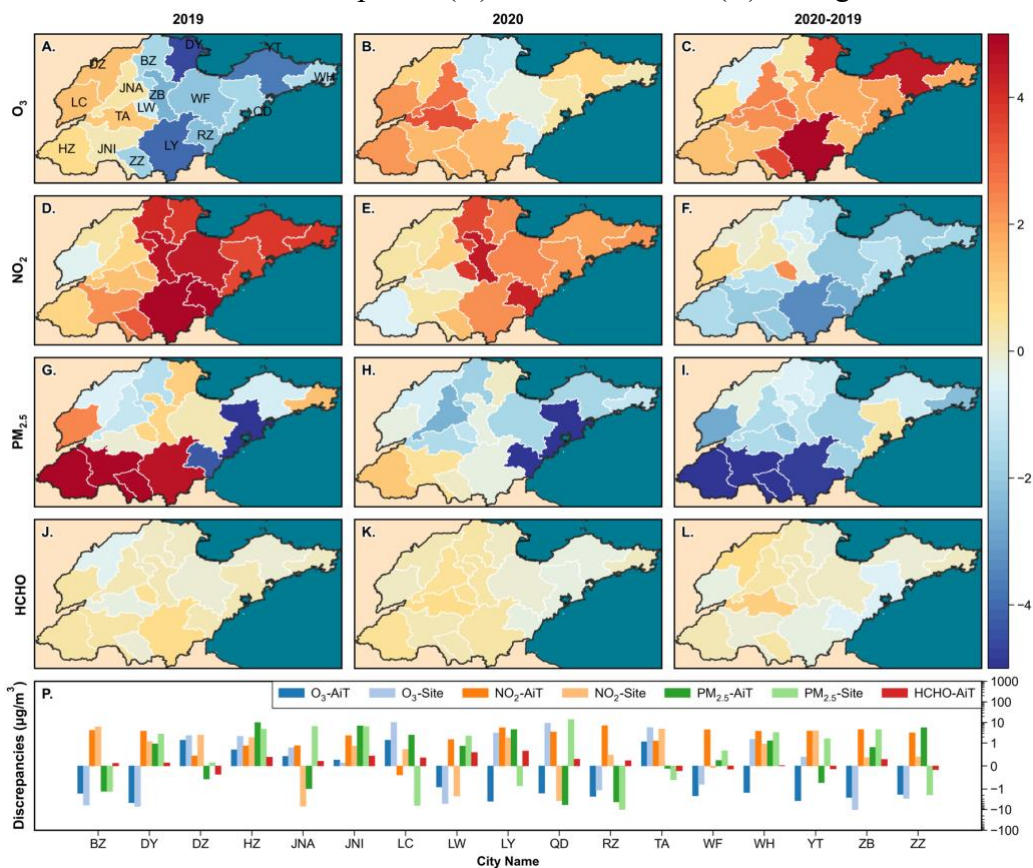 2019 2020 2020-2019
A. B. C.
DZ BZ DY YT WH
JNA ZB LW WF QD
LC TA
HZ JNI ZZ LY RZ
O3
4
D. E. F.
NO2
2
0
G. H. I.
PM2.5
-2
J. K. L.
HCHO
-4
P. O3-AiT O3-Site NO2-AiT NO2-Site PM2.5-AiT PM2.5-Site HCHO-AiT
Discrepancies (μg/m3)
1000
100
10
1
0
-1
-10
-100
BZ DY DZ HZ JNA JNI LC LW LY QD RZ TA WF WH YT ZB ZZ
City Name